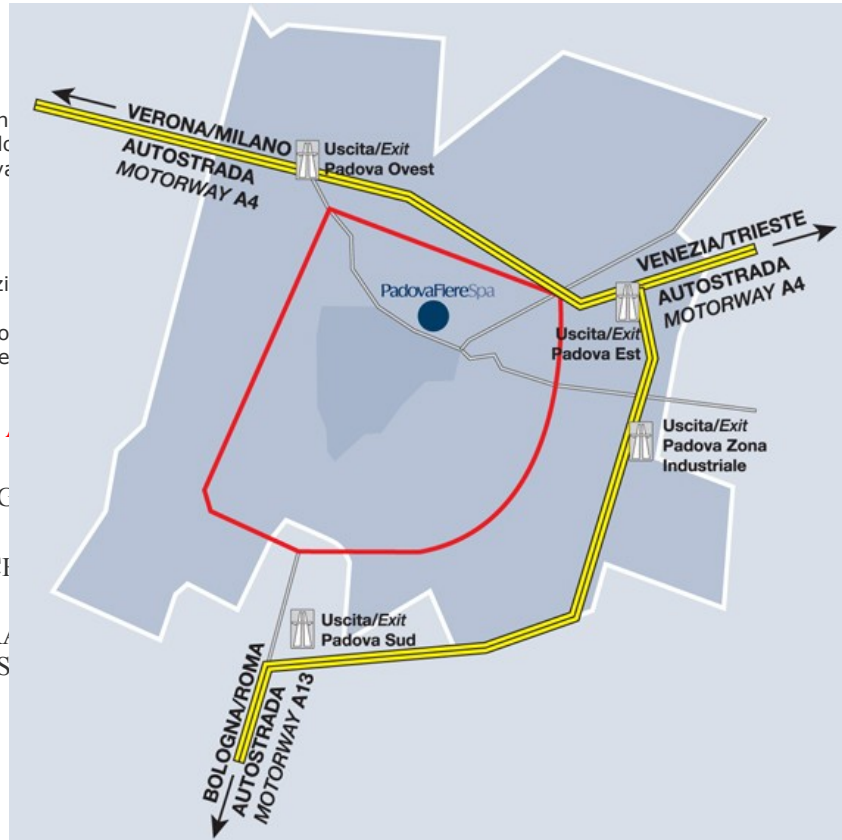 VERONA/MILANO
AUTOSTRADA
MOTORWAY A4
Uscita/Exit
Padova Ovest
VENEZIA/TRIESTE
AUTOSTRADA
MOTORWAY A4
PadovaFiereSpa
Uscita/Exit
Padova Est
Uscita/Exit
Padova Zona
Industriale
Uscita/Exit
Padova Sud
BOLOGNA/ROMA
AUTOSTRADA
MOTORWAY A13